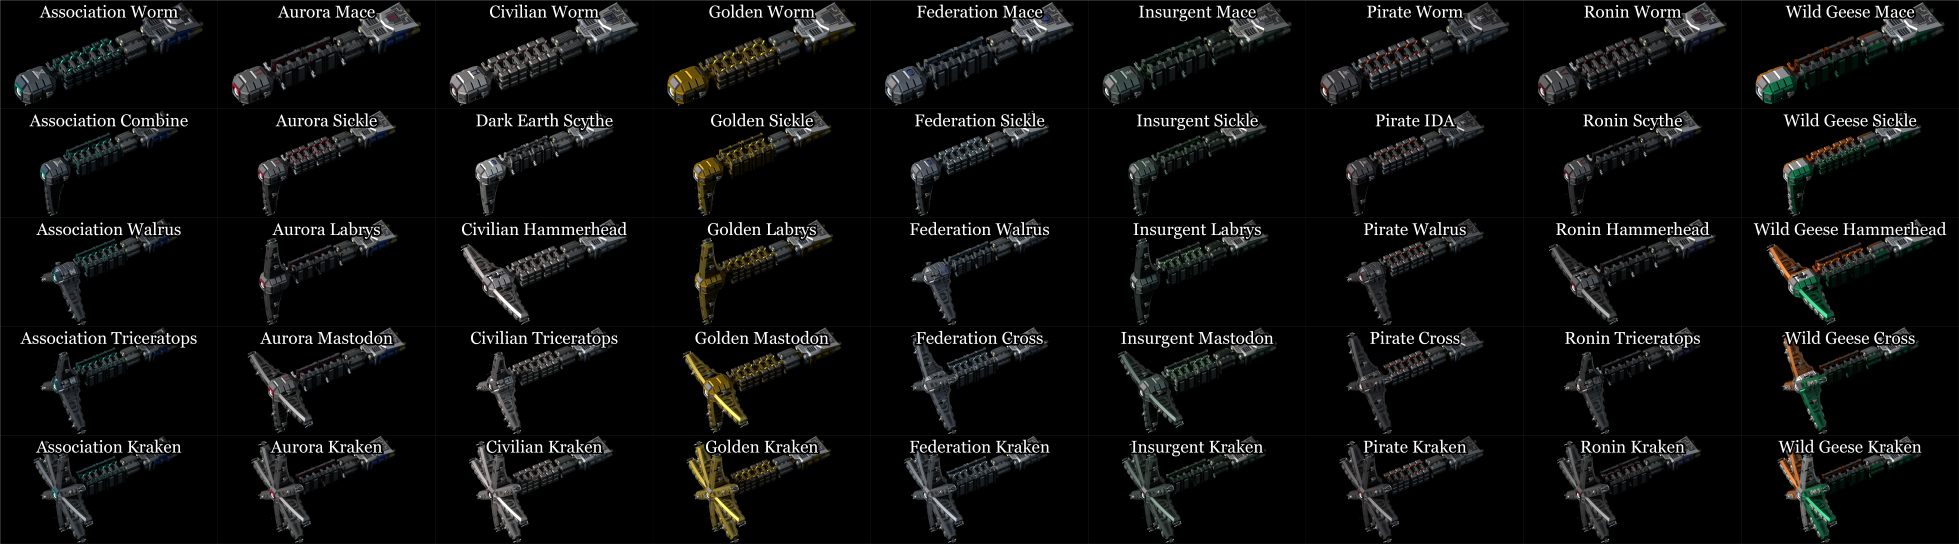 Association Worm
Aurora Mace
Civilian Worm
Golden Worm
Federation Mace
Insurgent Mace
Pirate Worm
Ronin Worm
Wild Geese Mace
Association Combine
Aurora Sickle
Dark Earth Scythe
Golden Sickle
Federation Sickle
Insurgent Sickle
Pirate IDA
Ronin Scythe
Wild Geese Sickle
Association Walrus
Aurora Labrys
Civilian Hammerhead
Golden Labrys
Federation Walrus
Insurgent Labrys
Pirate Walrus
Ronin Hammerhead
Wild Geese Hammerhead
Association Triceratops
Aurora Mastodon
Civilian Triceratops
Golden Mastodon
Federation Cross
Insurgent Mastodon
Pirate Cross
Ronin Triceratops
Wild Geese Cross
Association Kraken
Aurora Kraken
Civilian Kraken
Golden Kraken
Federation Kraken
Insurgent Kraken
Pirate Kraken
Ronin Kraken
Wild Geese Kraken